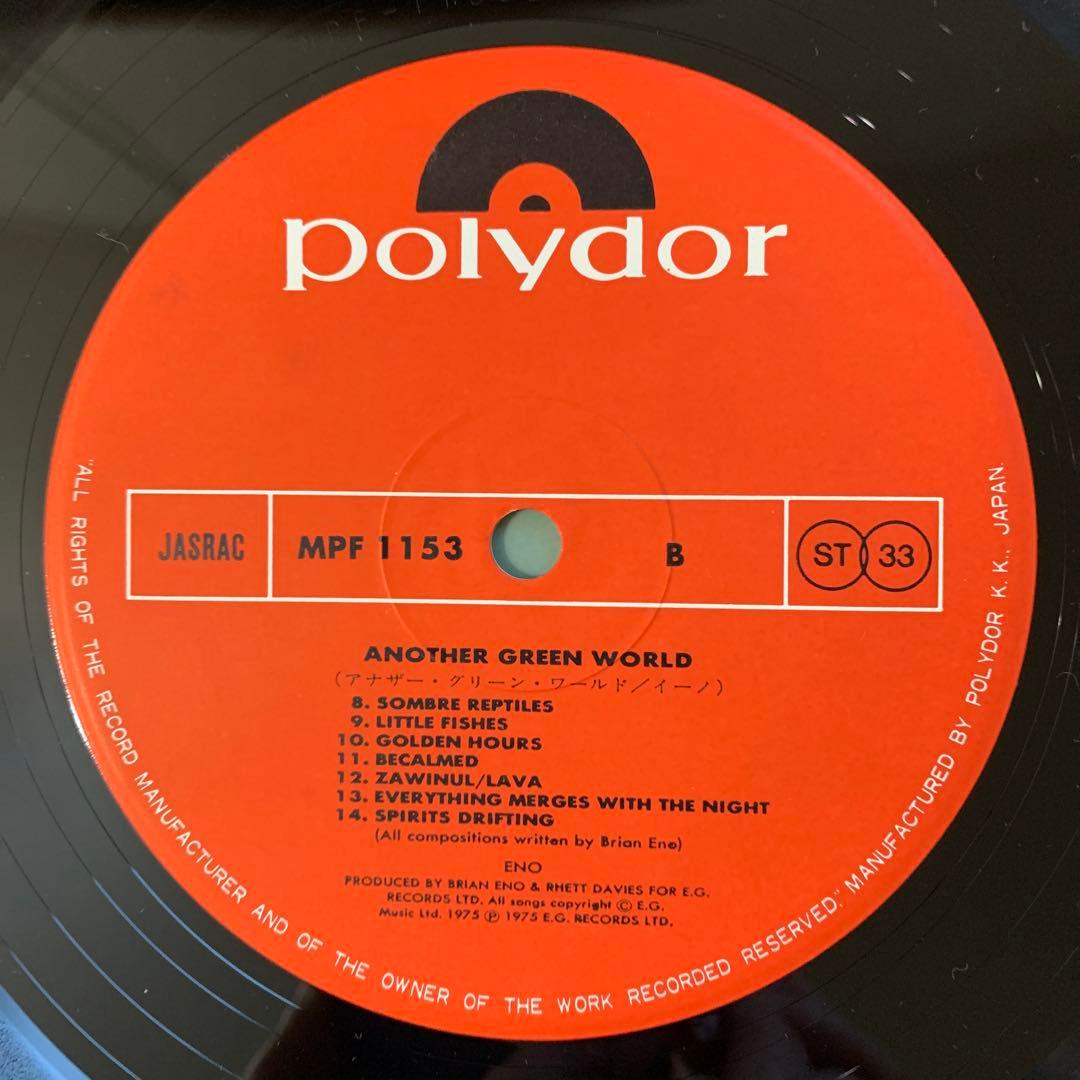 polydor
JASRAC
MPF 1153
B
ST 33
ANOTHER GREEN WORLD
(アナザー・グリーン・ワールド/イーノ)
8. SOMBRE REPTILES
9. LITTLE FISHES
10. GOLDEN HOURS
11. BECALMED
12. ZAWINUL/LAVA
13. EVERYTHING MERGES WITH THE NIGHT
14. SPIRITS DRIFTING
(All compositions written by Brian Eno)
ENO
PRODUCED BY BRIAN ENO & RHETT DAVIES FOR E.G.
RECORDS LTD. All songs copyright © E.G.
Music Ltd. 1975 ℗ 1975 E.G. RECORDS LTD.
"ALL RIGHTS OF THE RECORD MANUFACTURER AND OF THE OWNER OF THE WORK RECORDED RESERVED." MANUFACTURED BY POLYDOR K.K., JAPAN.